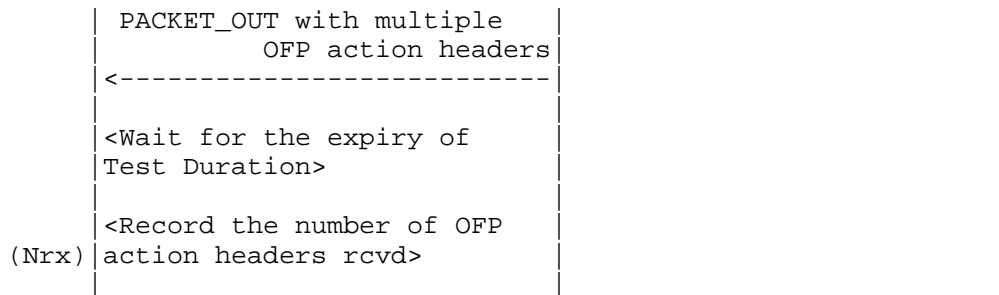 | PACKET_OUT with multiple |
| OFP action headers|
|<---------------------------|
| |
|<Wait for the expiry of |
|Test Duration> |
| |
|<Record the number of OFP |
(Nrx)|action headers rcvd> |
| |